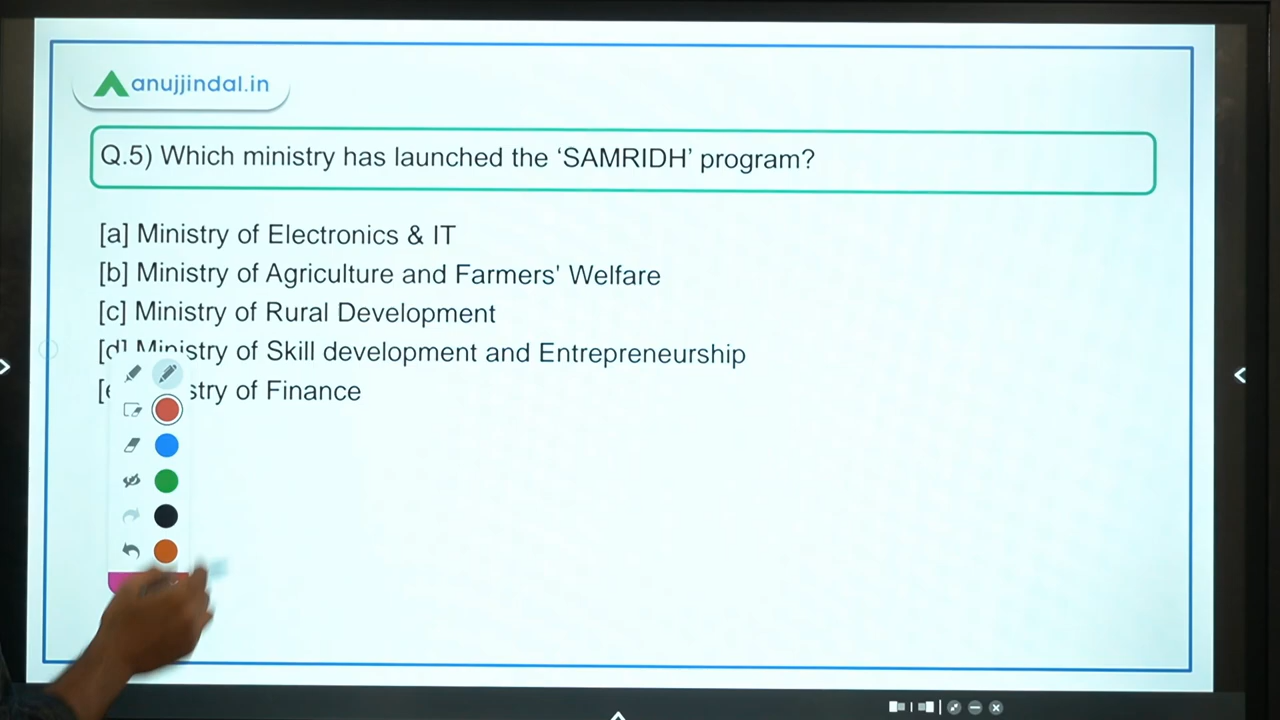 anujjindal.in
Q.5) Which ministry has launched the ‘SAMRIDH’ program?
[a] Ministry of Electronics & IT
[b] Ministry of Agriculture and Farmers' Welfare
[c] Ministry of Rural Development
[d] Ministry of Skill development and Entrepreneurship
of Finance